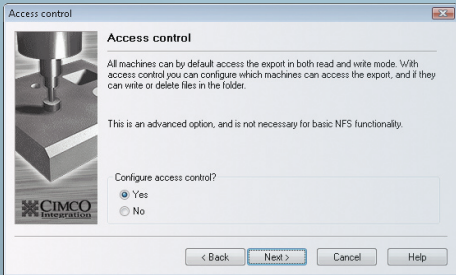 Access control
Access control
All machines can by default access the export in both read and write mode. With
access control you can configure which machines can access the export, and if they
can write or delete files in the folder.
This is an advanced option, and is not necessary for basic NFS functionality.
Configure access control?
Yes
No
CIMCO
Integration
< Back
Next >
Cancel
Help